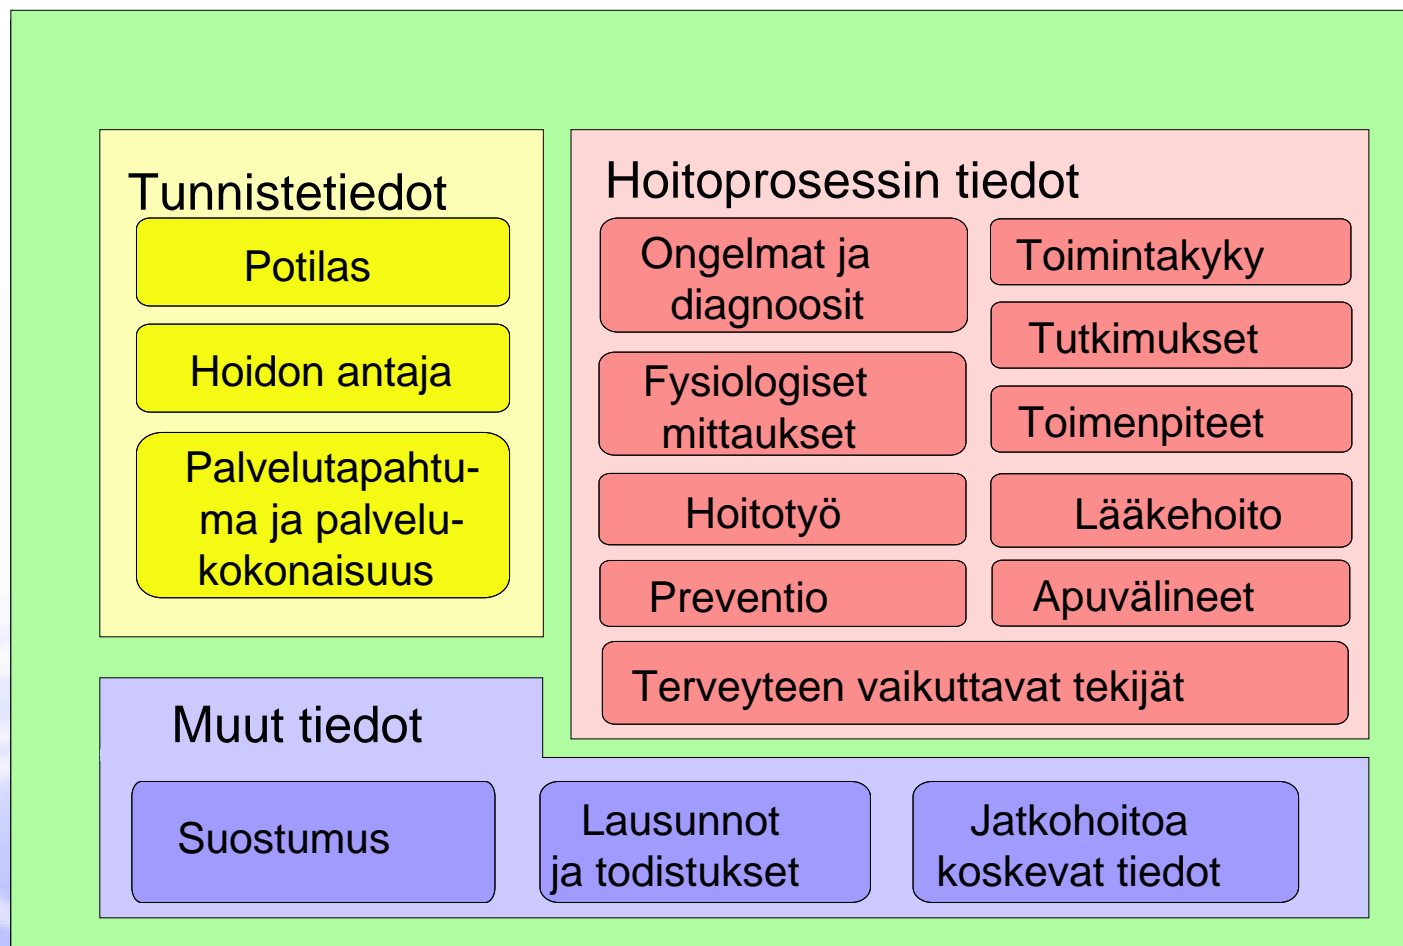 Tunnistetiedot
Potilas
Hoidon antaja
Palvelutapahtu-
ma ja palvelu-
kokonaisuus
Hoitoprosessin tiedot
Ongelmat ja
diagnoosit
Fysiologiset
mittaukset
Hoitotyö
Preventio
Toimintakyky
Tutkimukset
Toimenpiteet
Lääkehoito
Apuvälineet
Terveyteen vaikuttavat tekijät
Muut tiedot
Suostumus
Lausunnot
ja todistukset
Jatkohoitoa
koskevat tiedot